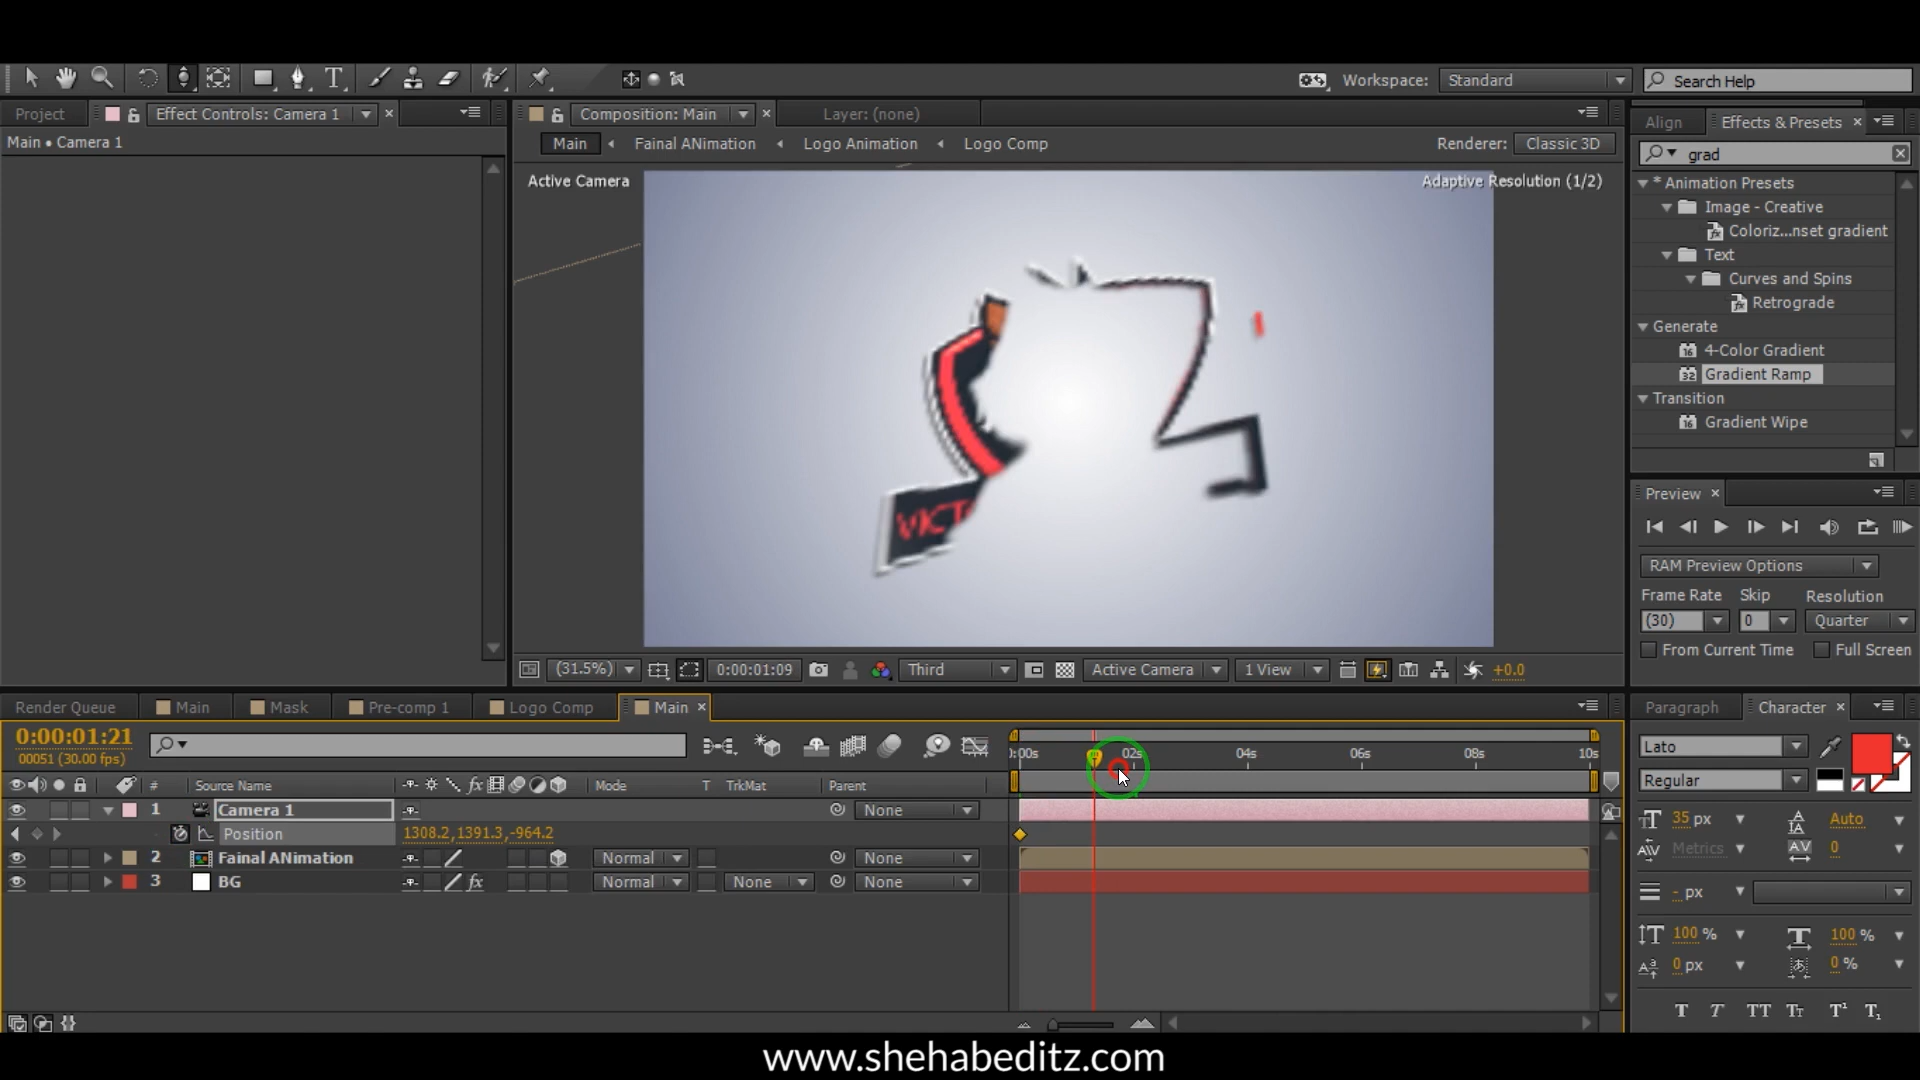 Workspace: Standard Search Help
Project Effect Controls: Camera 1 Composition: Main Layer: (none) Align Effects & Presets
Main • Camera 1 Main Fainal ANimation Logo Animation Logo Comp Renderer: Classic 3D grad
Active Camera Adaptive Resolution (1/2)
* Animation Presets
Image - Creative
Coloriz...nset gradient
Text
Curves and Spins
Retrograde
Generate
4-Color Gradient
Gradient Ramp
Transition
Gradient Wipe
VICT
Preview
RAM Preview Options
Frame Rate Skip Resolution
(30) 0 Quarter
From Current Time Full Screen
(31.5%) 0:00:01:09 Third Active Camera 1 View +0.0
Render Queue Main Mask Pre-comp 1 Logo Comp Main
Paragraph Character
0:00:01:21
00051 (30.00 fps)
0:00s 02s 04s 06s 08s 10s
# Source Name Mode T TrkMat Parent
1 Camera 1 None
Position 1308.2,1391.3,-964.2
2 Fainal ANimation Normal None
3 BG Normal None None
Lato
Regular
35 px Auto
Metrics 0
- px
100 % 100 %
0 px 0 %
www.shehabeditz.com